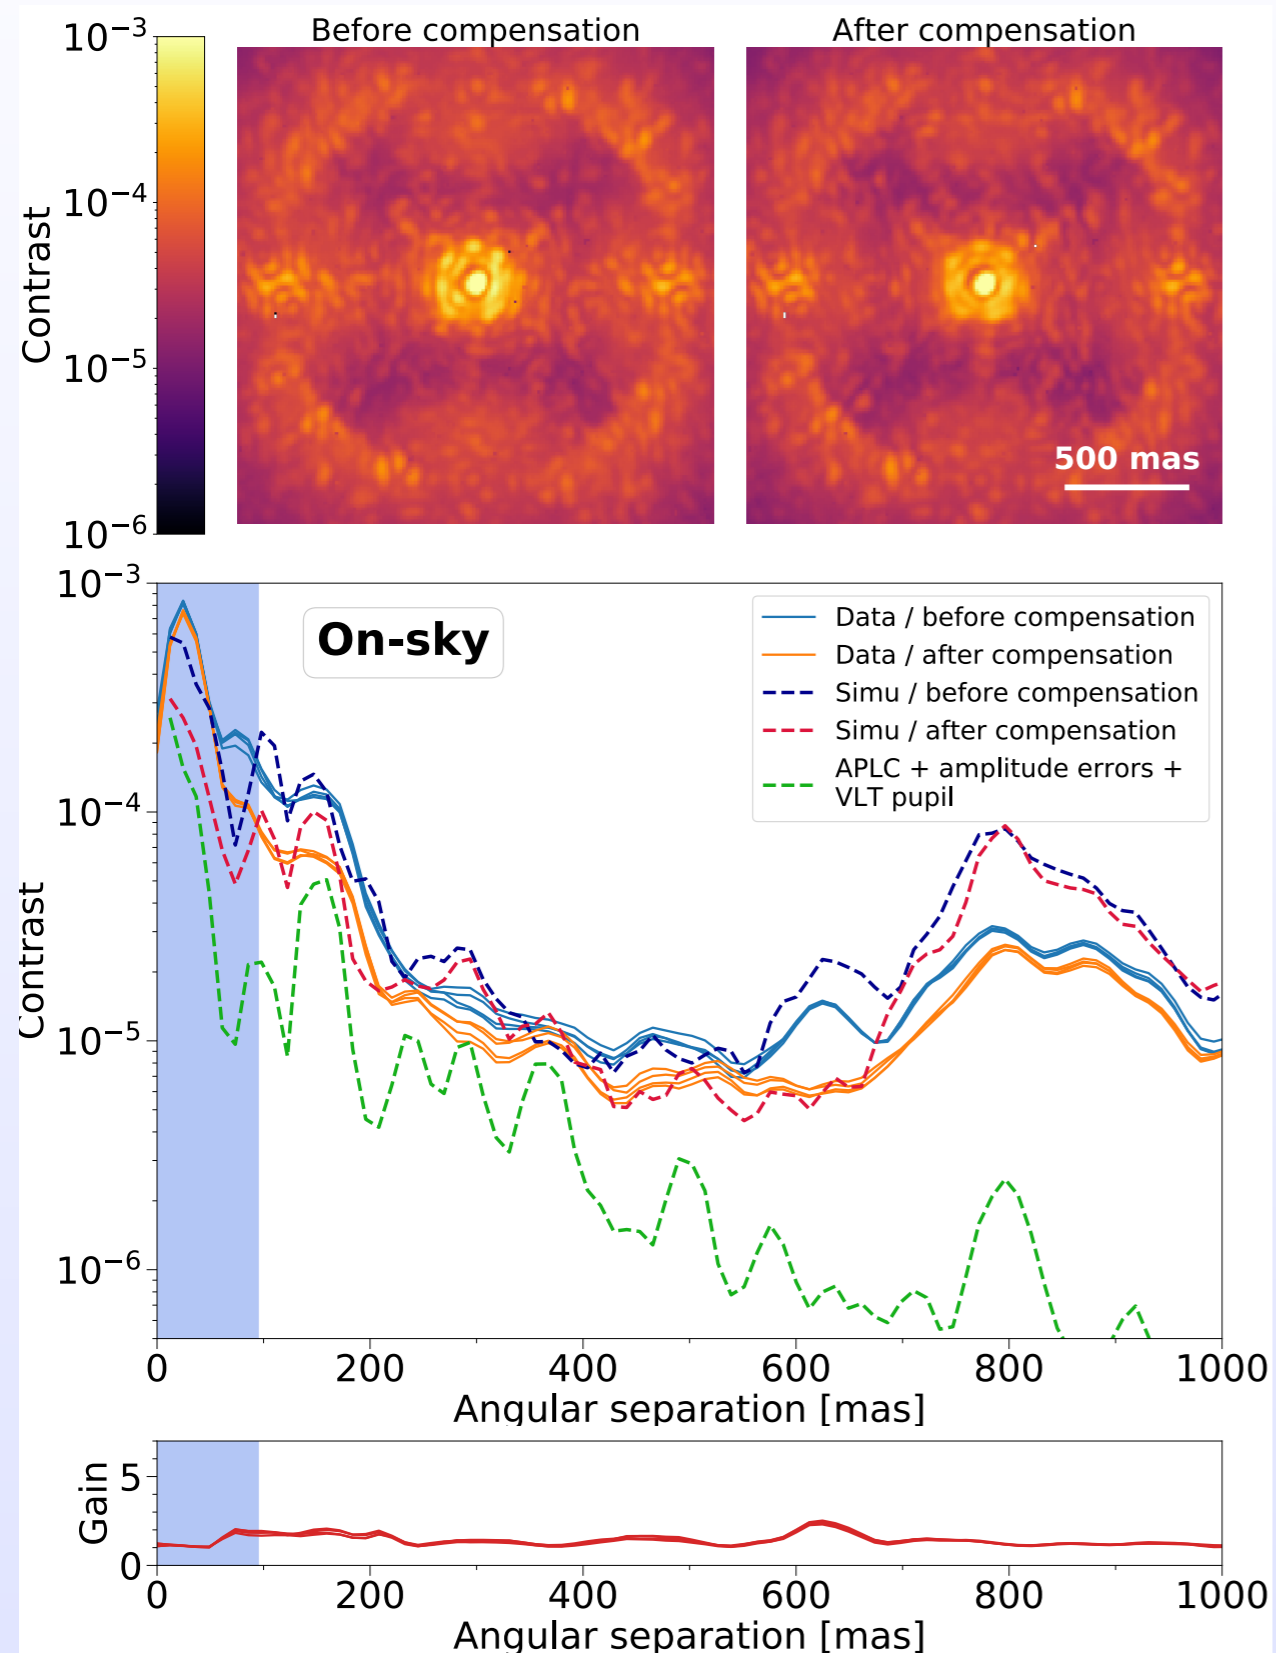 Before compensation
After compensation
10⁻³
10⁻⁴
10⁻⁵
10⁻⁶
Contrast
500 mas
10⁻³
10⁻⁴
10⁻⁵
10⁻⁶
Contrast
On-sky
Data / before compensation
Data / after compensation
Simu / before compensation
Simu / after compensation
APLC + amplitude errors +
VLT pupil
0 200 400 600 800 1000
Angular separation [mas]
Gain
5
0
0 200 400 600 800 1000
Angular separation [mas]